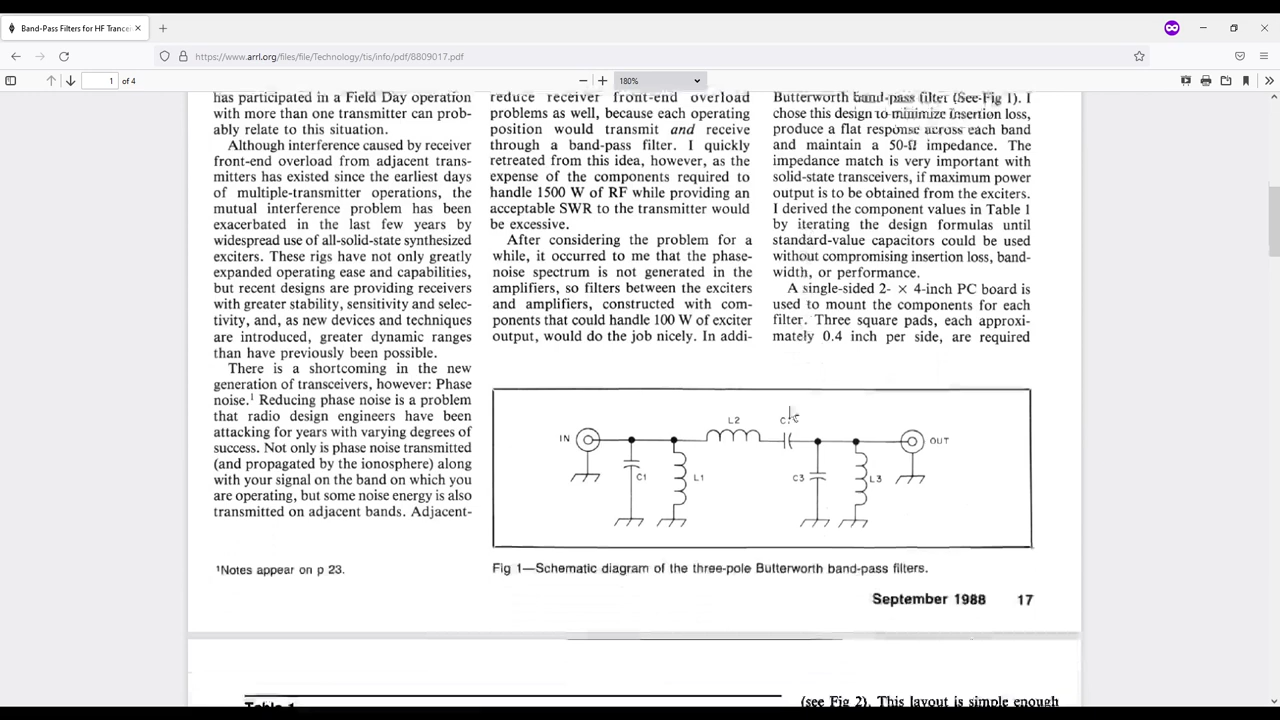 Band-Pass Filters for HF Trance
https://www.arrl.org/files/file/Technology/tis/info/pdf/8809017.pdf
1 of 4
180%
has participated in a Field Day operation
with more than one transmitter can prob-
ably relate to this situation.
Although interference caused by receiver
front-end overload from adjacent trans-
mitters has existed since the earliest days
of multiple-transmitter operations, the
mutual interference problem has been
exacerbated in the last few years by
widespread use of all-solid-state synthesized
exciters. These rigs have not only greatly
expanded operating ease and capabilities,
but recent designs are providing receivers
with greater stability, sensitivity and selec-
tivity, and, as new devices and techniques
are introduced, greater dynamic ranges
than have previously been possible.
There is a shortcoming in the new
generation of transceivers, however: Phase
noise.¹ Reducing phase noise is a problem
that radio design engineers have been
attacking for years with varying degrees of
success. Not only is phase noise transmitted
(and propagated by the ionosphere) along
with your signal on the band on which you
are operating, but some noise energy is also
transmitted on adjacent bands. Adjacent-
¹Notes appear on p 23.
reduce receiver front-end overload
problems as well, because each operating
position would transmit and receive
through a band-pass filter. I quickly
retreated from this idea, however, as the
expense of the components required to
handle 1500 W of RF while providing an
acceptable SWR to the transmitter would
be excessive.
After considering the problem for a
while, it occurred to me that the phase-
noise spectrum is not generated in the
amplifiers, so filters between the exciters
and amplifiers, constructed with com-
ponents that could handle 100 W of exciter
output, would do the job nicely. In addi-
Butterworth band-pass filter (See-Fig 1). I
chose this design to minimize insertion loss,
produce a flat response across each band
and maintain a 50-Ω impedance. The
impedance match is very important with
solid-state transceivers, if maximum power
output is to be obtained from the exciters.
I derived the component values in Table 1
by iterating the design formulas until
standard-value capacitors could be used
without compromising insertion loss, band-
width, or performance.
A single-sided 2- × 4-inch PC board is
used to mount the components for each
filter. Three square pads, each approxi-
mately 0.4 inch per side, are required
IN
C1
L1
L2
C3
L3
OUT
Fig 1—Schematic diagram of the three-pole Butterworth band-pass filters.
September 1988 17
Table 1
(see Fig 2). This layout is simple enough